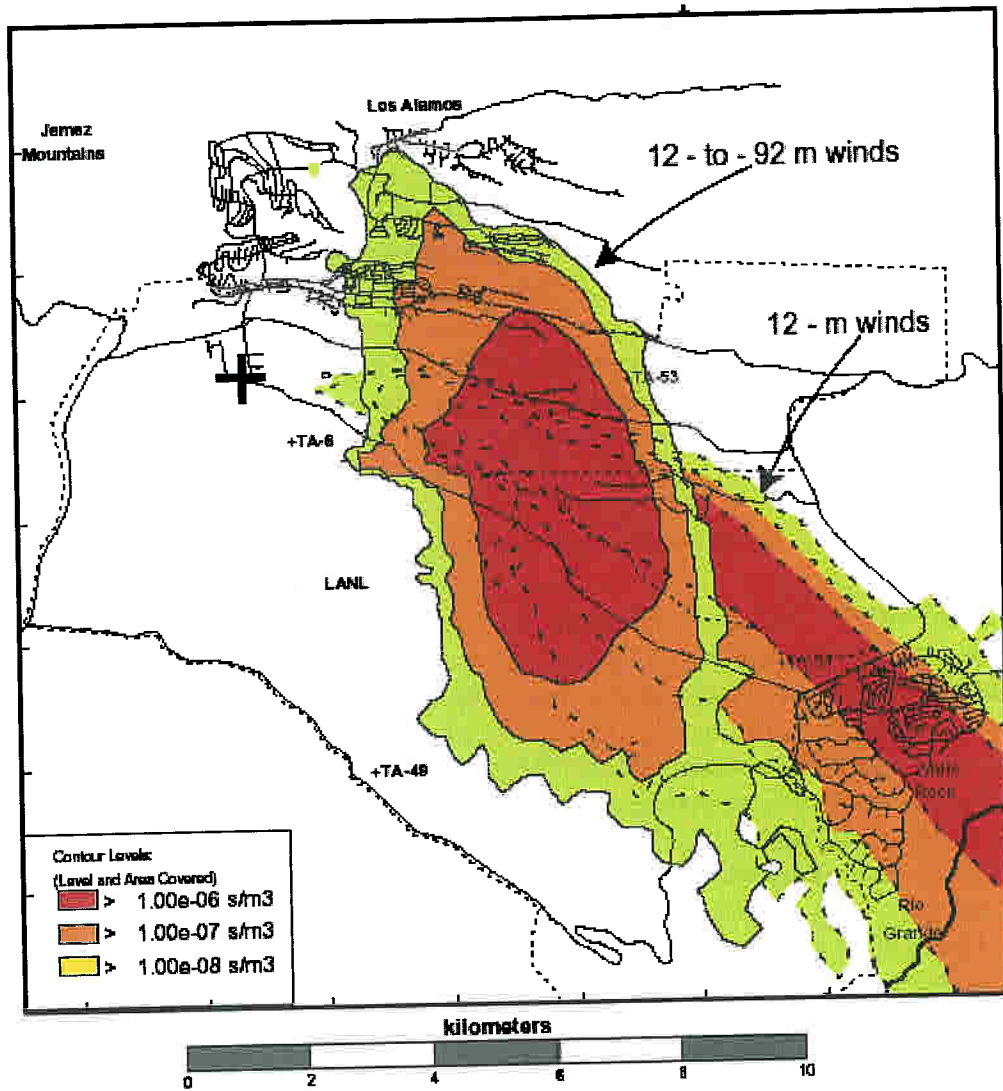 Los Alamos
Jemez
Mountains
12 - to - 92 m winds
12 - m winds
TA-53
+TA-6
LANL
+TA-49
White
Rock
Rio
Grande
Contour Levels:
(Level and Area Covered)
> 1.00e-06 s/m3
> 1.00e-07 s/m3
> 1.00e-08 s/m3
kilometers
0 2 4 6 8 10